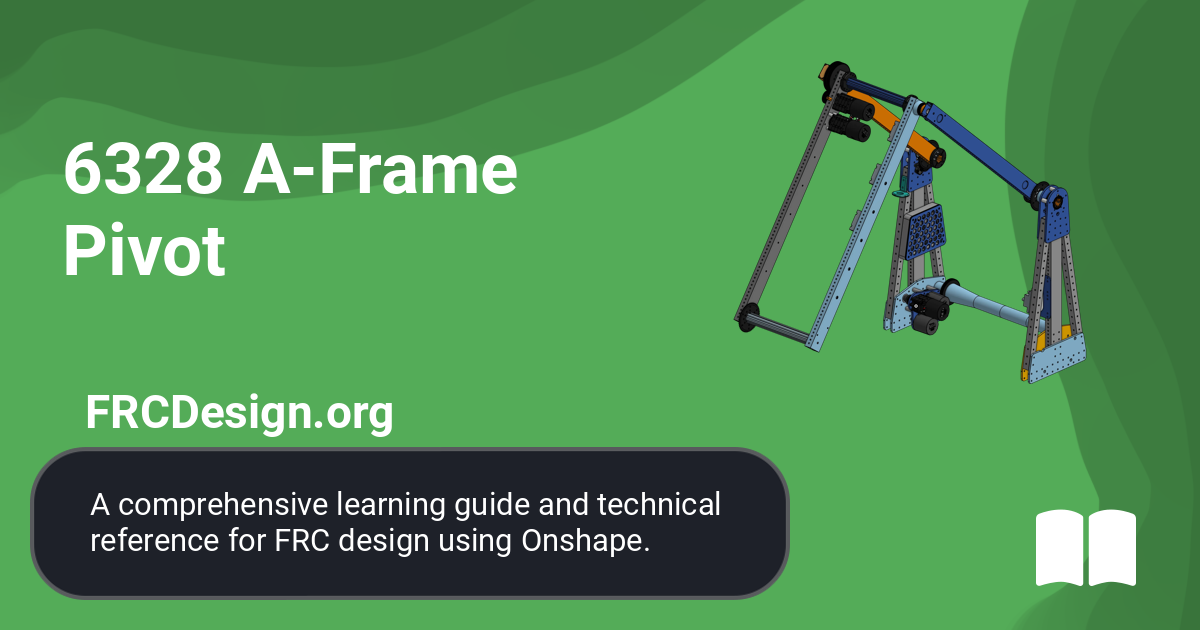 6328 A-Frame
Pivot
FRCDesign.org
A comprehensive learning guide and technical
reference for FRC design using Onshape.